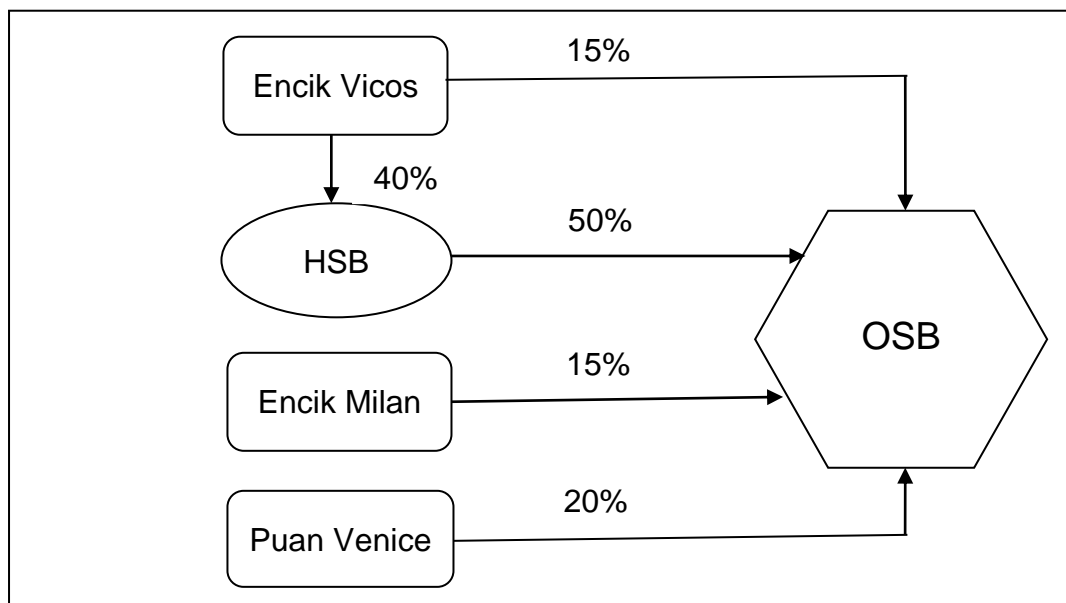 15%
Encik Vicos
40%
50%
HSB
OSB
15%
Encik Milan
20%
Puan Venice